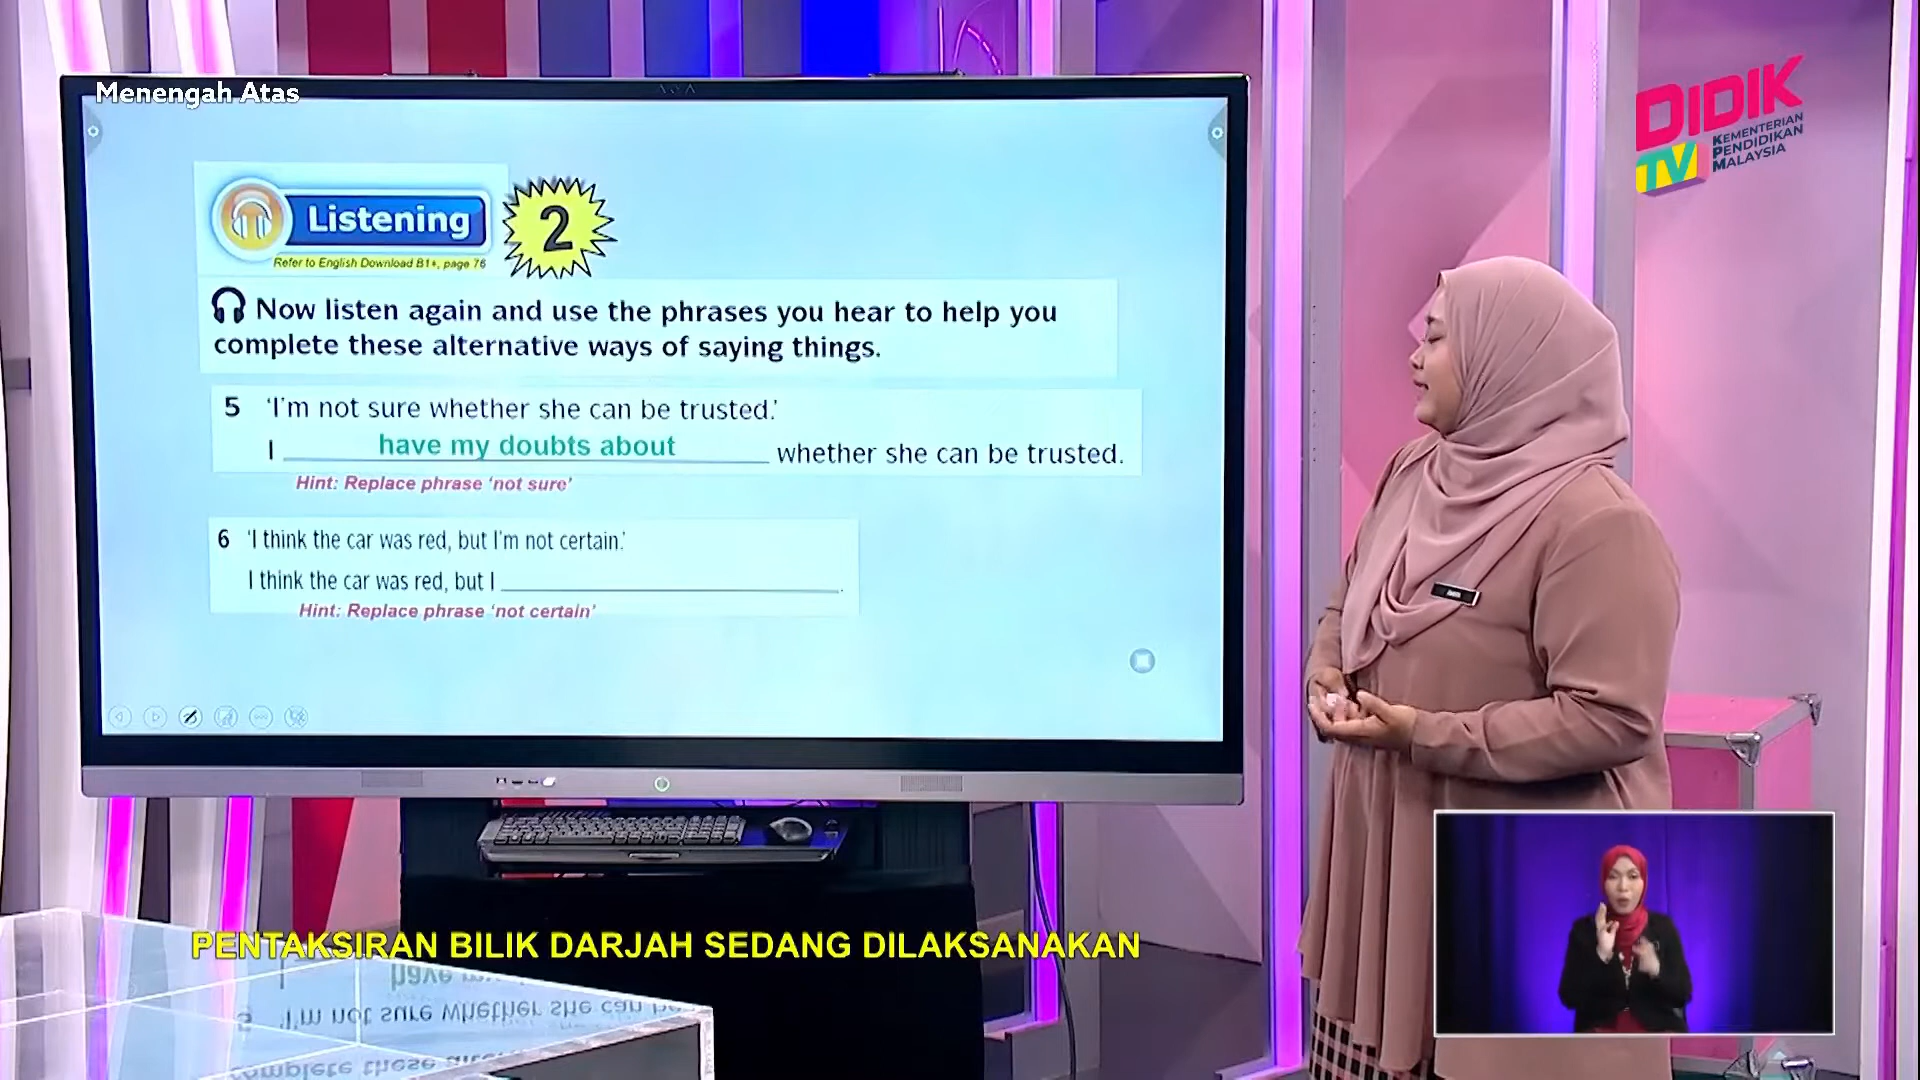 Menengah Atas
DIDIK
TV
KEMENTERIAN
PENDIDIKAN
MALAYSIA
Listening
2
Refer to English Download B1+, page 76
Now listen again and use the phrases you hear to help you
complete these alternative ways of saying things.
5 ‘I’m not sure whether she can be trusted.’
I have my doubts about whether she can be trusted.
Hint: Replace phrase ‘not sure’
6 ‘I think the car was red, but I’m not certain.’
I think the car was red, but I ____________________.
Hint: Replace phrase ‘not certain’
PENTAKSIRAN BILIK DARJAH SEDANG DILAKSANAKAN